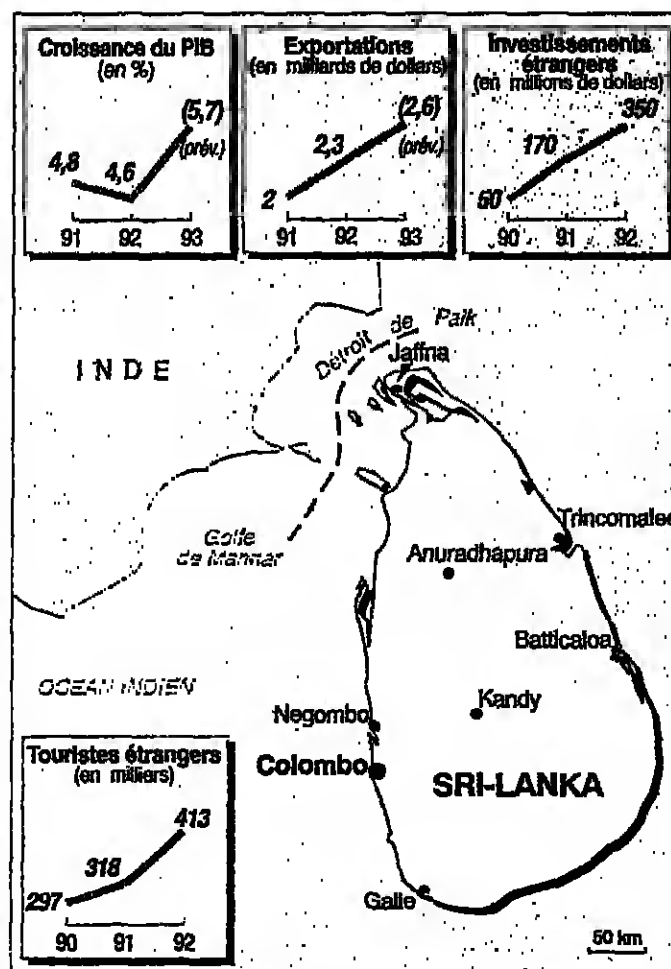 Croissance du PIB
(en %)
4,8
4,6
(5,7)
(prév.)
91 92 93
Exportations
(en milliards de dollars)
2
2,3
(2,6)
(prév.)
91 92 93
Investissements
étrangers
(en millions de dollars)
60
170
350
90 91 92
INDE
Détroit de Palk
Jaffna
Golfe
de Mannar
Trincomalee
Anuradhapura
Batticaloa
OCEAN INDIEN
Negombo
Kandy
Colombo
SRI-LANKA
Galle
50 km
Touristes étrangers
(en milliers)
297
318
413
90 91 92